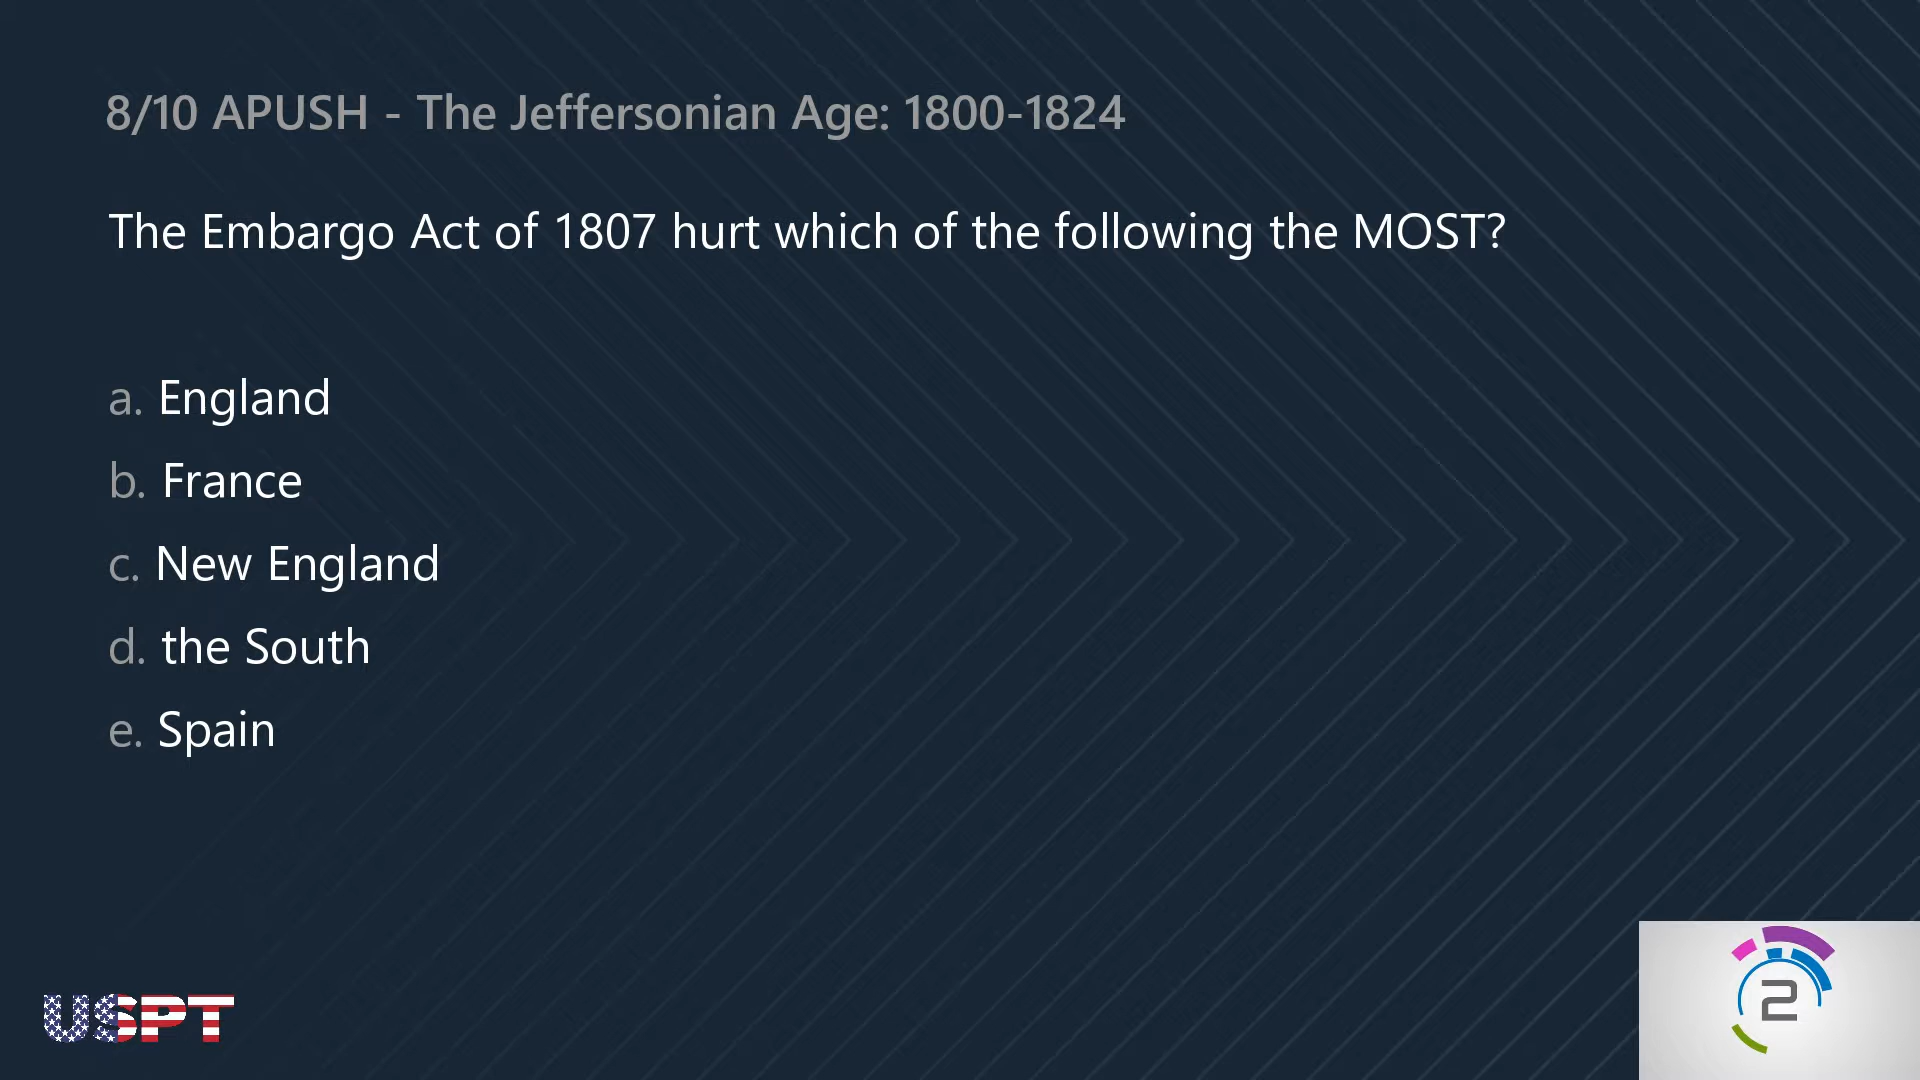 8/10 APUSH - The Jeffersonian Age: 1800-1824
The Embargo Act of 1807 hurt which of the following the MOST?
a. England
b. France
c. New England
d. the South
e. Spain
USPT
2